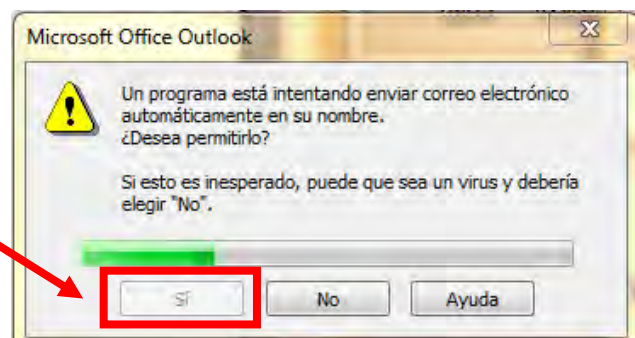 Microsoft Office Outlook
Un programa está intentando enviar correo electrónico
automáticamente en su nombre.
¿Desea permitirlo?
Si esto es inesperado, puede que sea un virus y debería
elegir "No".
Sí
No
Ayuda